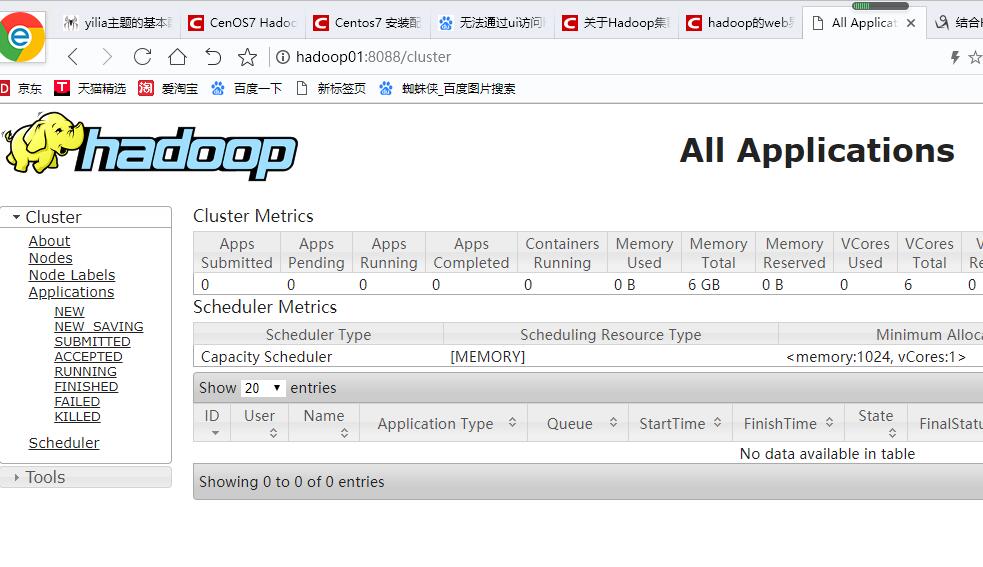 yilia主题的基本 CenOS7 Hadoo Centos7 安装配 无法通过ui访问 关于Hadoop集 hadoop的web界 All Applicat 结合H
hadoop01:8088/cluster
京东 天猫精选 淘 爱淘宝 百度一下 新标签页 蜘蛛侠_百度图片搜索
hadoop
All Applications
Cluster
About
Nodes
Node Labels
Applications
NEW
NEW_SAVING
SUBMITTED
ACCEPTED
RUNNING
FINISHED
FAILED
KILLED
Scheduler
Tools
Cluster Metrics
Apps Submitted Apps Pending Apps Running Apps Completed Containers Running Memory Used Memory Total Memory Reserved VCores Used VCores Total
0 0 0 0 0 0 B 6 GB 0 B 0 6 0
Scheduler Metrics
Scheduler Type Scheduling Resource Type Minimum Alloca
Capacity Scheduler [MEMORY] <memory:1024, vCores:1>
Show 20 entries
ID User Name Application Type Queue StartTime FinishTime State FinalStatu
No data available in table
Showing 0 to 0 of 0 entries